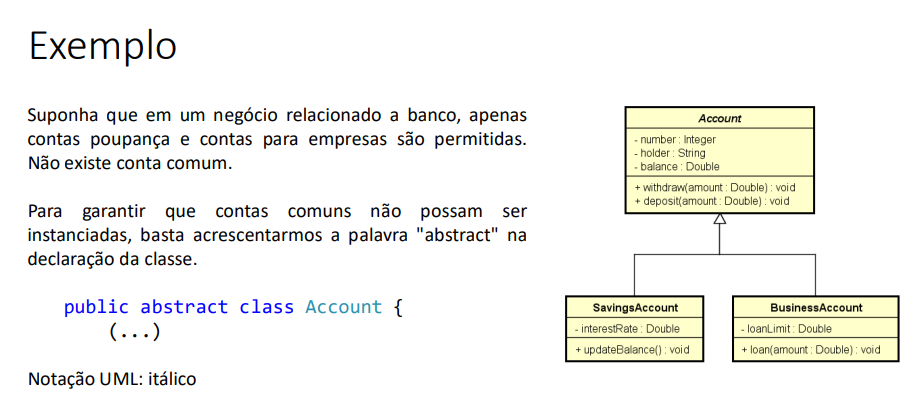 Exemplo
Suponha que em um negócio relacionado a banco, apenas
contas poupança e contas para empresas são permitidas.
Não existe conta comum.
Para garantir que contas comuns não possam ser
instanciadas, basta acrescentarmos a palavra "abstract" na
declaração da classe.
public abstract class Account {
(...)
Notação UML: itálico
Account
- number : Integer
- holder : String
- balance : Double
+ withdraw(amount : Double) : void
+ deposit(amount : Double) : void
SavingsAccount
- interestRate : Double
+ updateBalance() : void
BusinessAccount
- loanLimit : Double
+ loan(amount : Double) : void